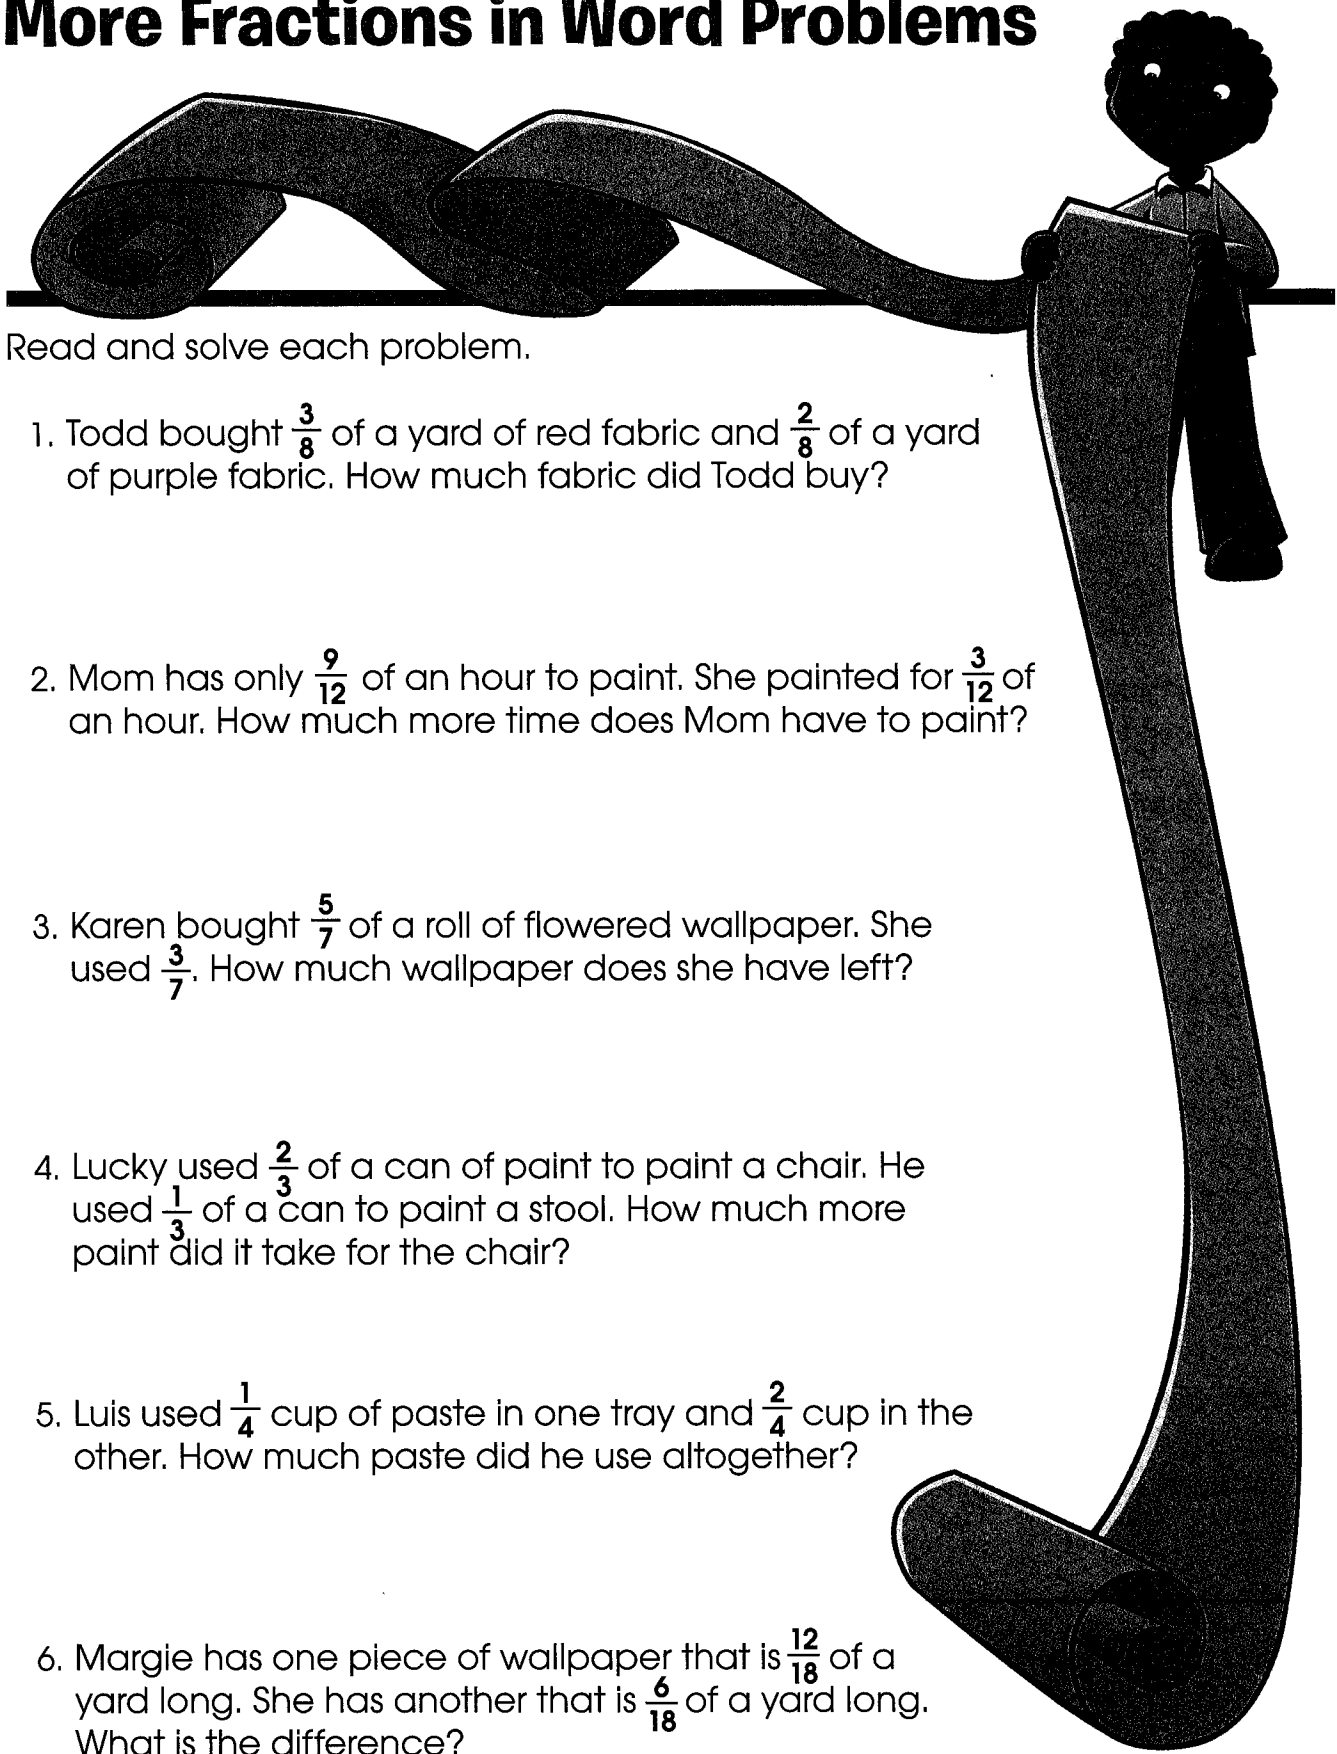 More Fractions in Word Problems
Read and solve each problem.
1. Todd bought 3/8 of a yard of red fabric and 2/8 of a yard
of purple fabric. How much fabric did Todd buy?
2. Mom has only 9/12 of an hour to paint. She painted for 3/12 of
an hour. How much more time does Mom have to paint?
3. Karen bought 5/7 of a roll of flowered wallpaper. She
used 3/7. How much wallpaper does she have left?
4. Lucky used 2/3 of a can of paint to paint a chair. He
used 1/3 of a can to paint a stool. How much more
paint did it take for the chair?
5. Luis used 1/4 cup of paste in one tray and 2/4 cup in the
other. How much paste did he use altogether?
6. Margie has one piece of wallpaper that is 12/18 of a
yard long. She has another that is 6/18 of a yard long.
What is the difference?